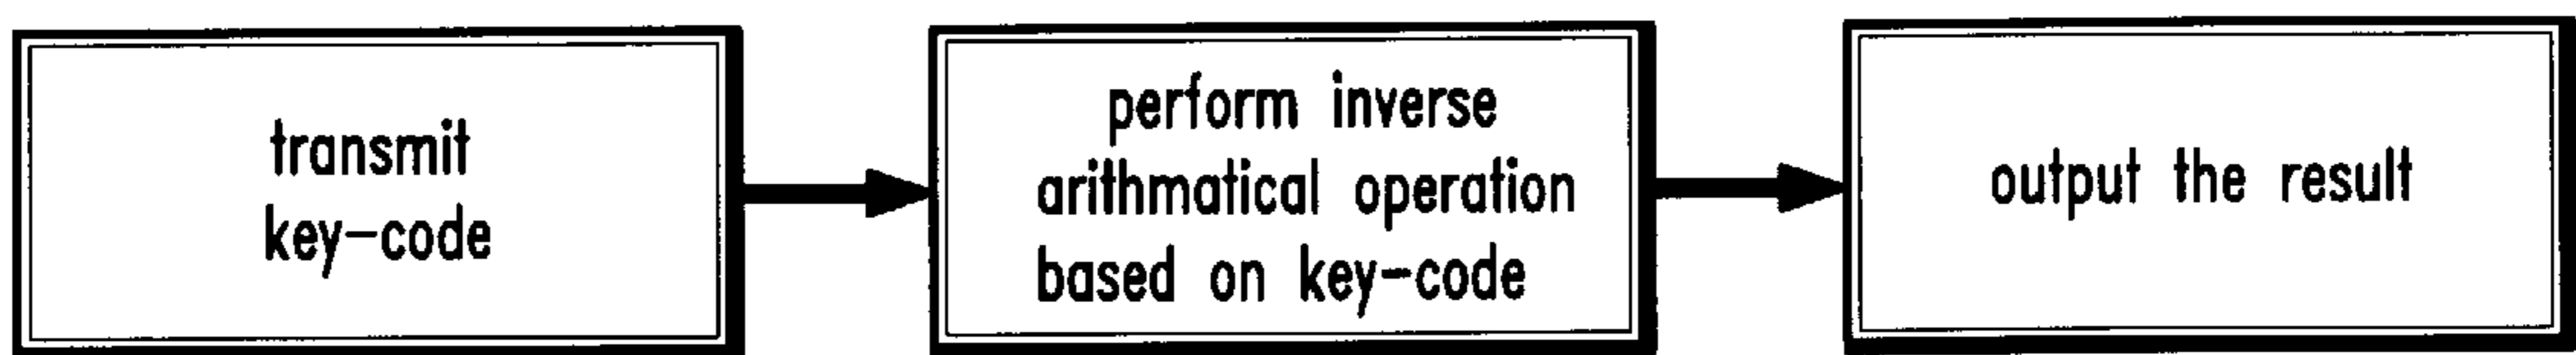 transmit
key-code
perform inverse
arithmatical operation
based on key-code
output the result